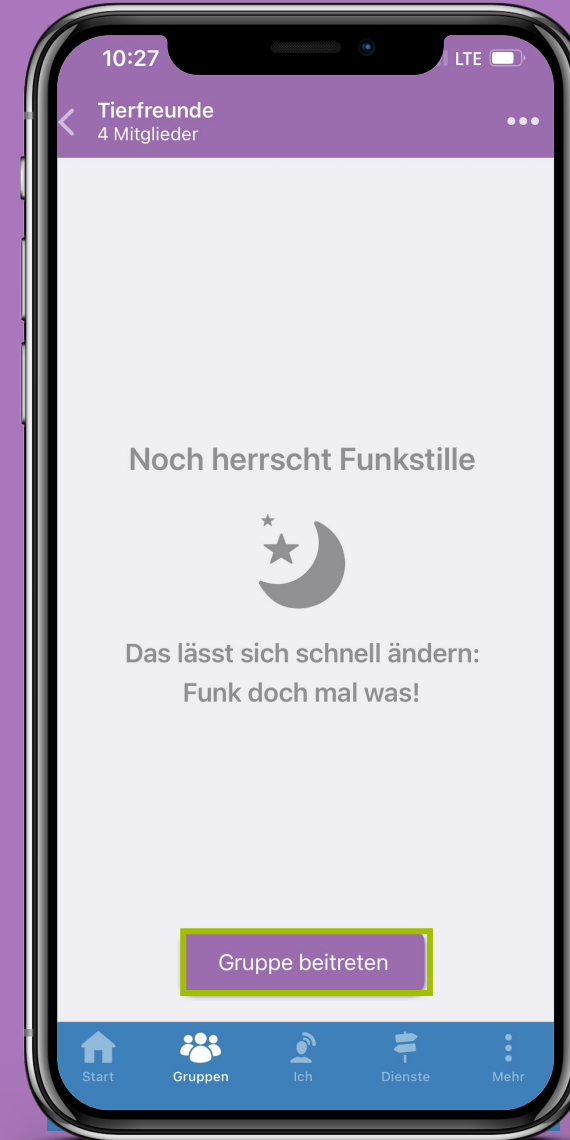 10:27
LTE
Tierfreunde
4 Mitglieder
Noch herrscht Funkstille
Das lässt sich schnell ändern:
Funk doch mal was!
Gruppe beitreten
Start Gruppen Ich Dienste Mehr